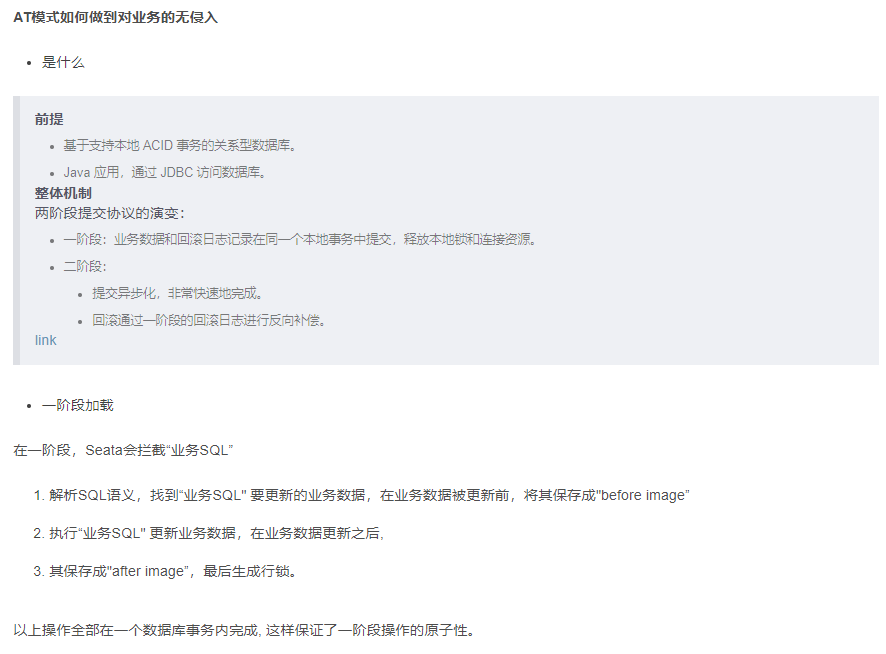 AT模式如何做到对业务的无侵入
是什么
前提
基于支持本地 ACID 事务的关系型数据库。
Java 应用，通过 JDBC 访问数据库。
整体机制
两阶段提交协议的演变：
一阶段：业务数据和回滚日志记录在同一个本地事务中提交，释放本地锁和连接资源。
二阶段：
提交异步化，非常快速地完成。
回滚通过一阶段的回滚日志进行反向补偿。
link
一阶段加载
在一阶段，Seata会拦截“业务SQL”
1. 解析SQL语义，找到“业务SQL" 要更新的业务数据，在业务数据被更新前，将其保存成"before image”
2. 执行“业务SQL" 更新业务数据，在业务数据更新之后,
3. 其保存成"after image”，最后生成行锁。
以上操作全部在一个数据库事务内完成, 这样保证了一阶段操作的原子性。